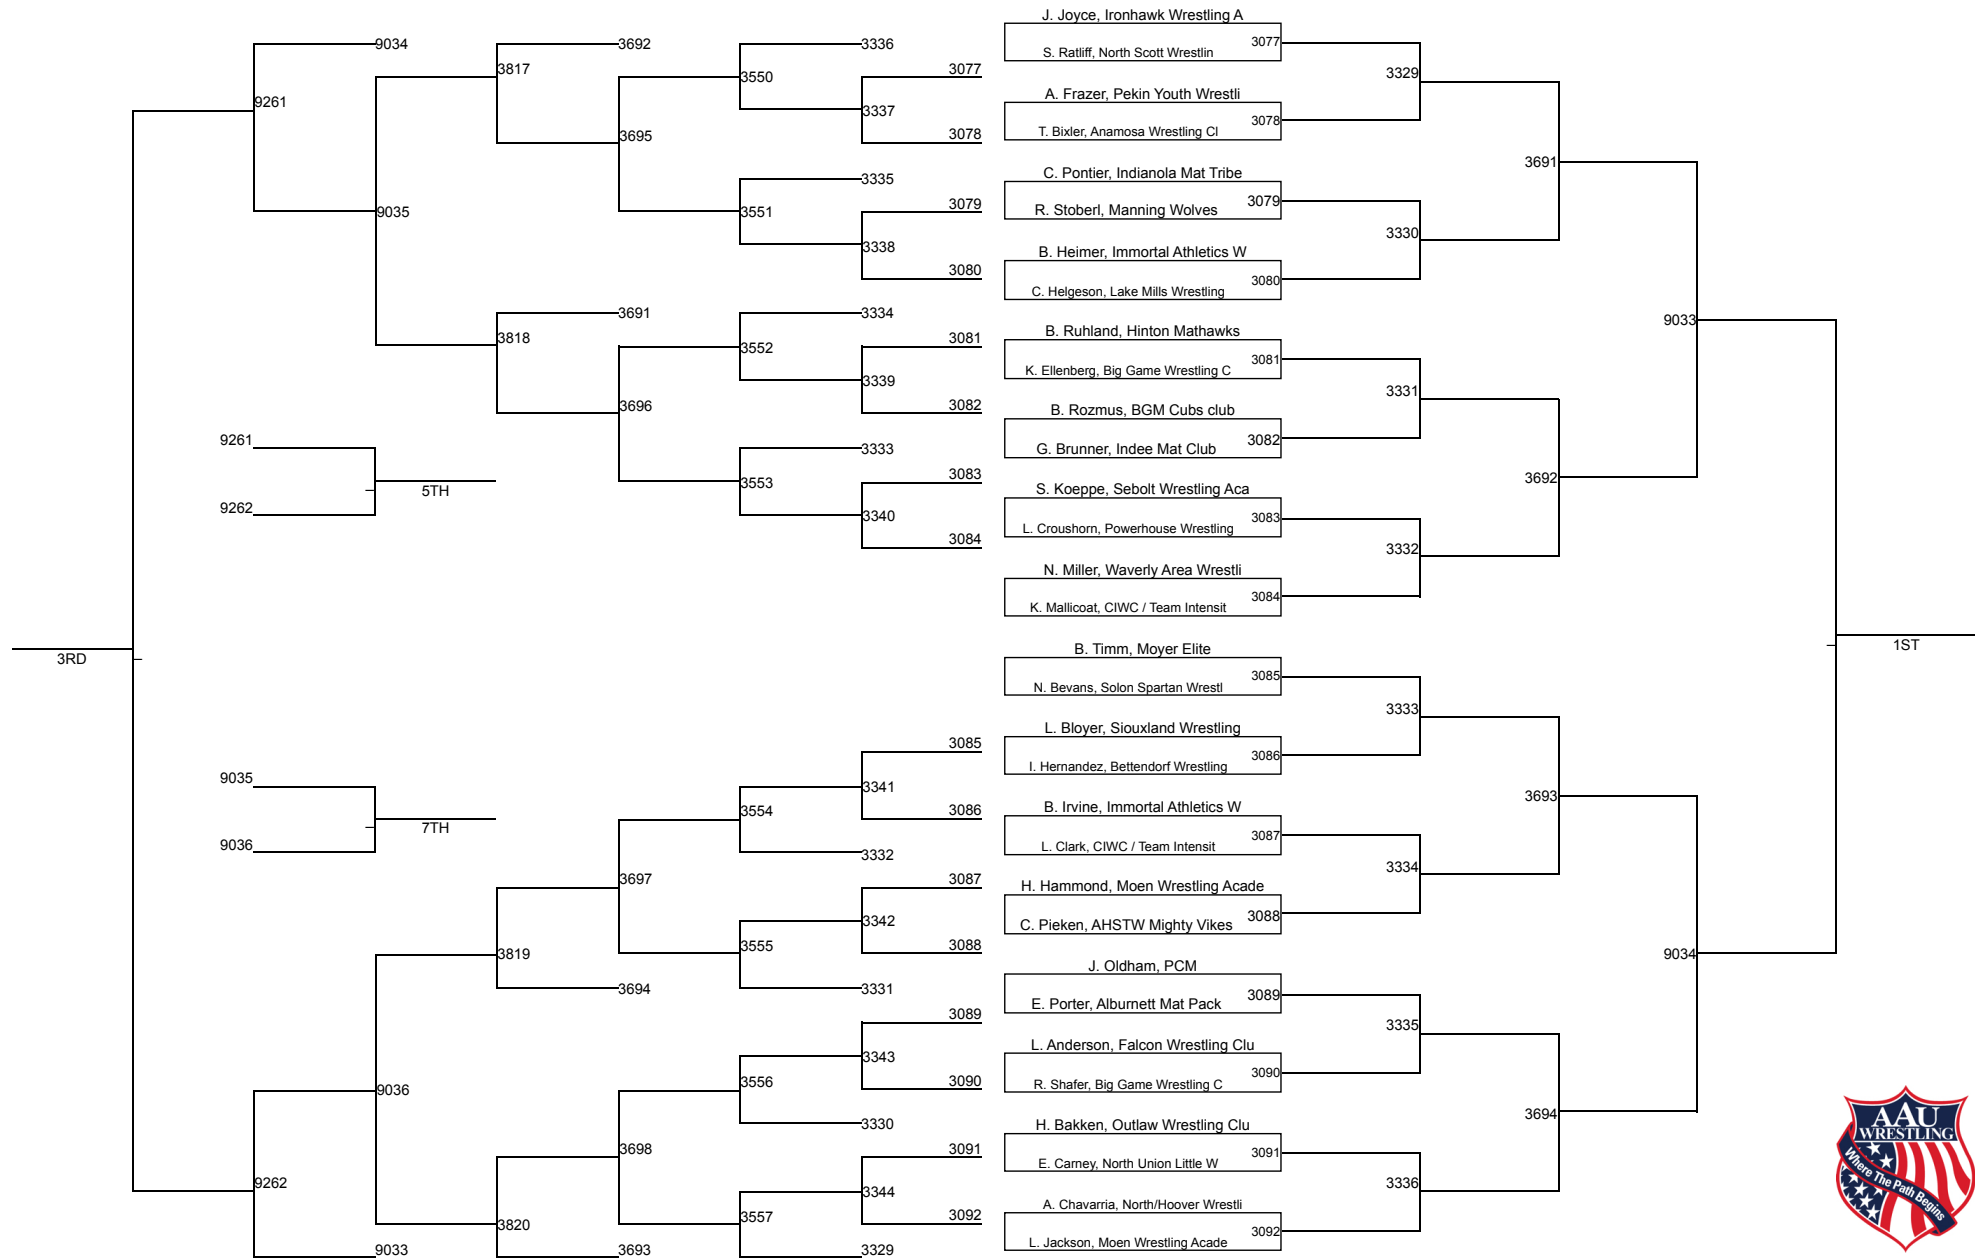 J. Joyce, Ironhawk Wrestling A
3077
S. Ratliff, North Scott Wrestlin
A. Frazer, Pekin Youth Wrestli
3078
T. Bixler, Anamosa Wrestling Cl
C. Pontier, Indianola Mat Tribe
3079
R. Stoberl, Manning Wolves
B. Heimer, Immortal Athletics W
3080
C. Helgeson, Lake Mills Wrestling
B. Ruhland, Hinton Mathawks
3081
K. Ellenberg, Big Game Wrestling C
B. Rozmus, BGM Cubs club
3082
G. Brunner, Indee Mat Club
S. Koeppe, Sebolt Wrestling Aca
3083
L. Croushorn, Powerhouse Wrestling
N. Miller, Waverly Area Wrestli
3084
K. Mallicoat, CIWC / Team Intensit
B. Timm, Moyer Elite
3085
N. Bevans, Solon Spartan Wrestl
L. Bloyer, Siouxland Wrestling
3086
I. Hernandez, Bettendorf Wrestling
B. Irvine, Immortal Athletics W
3087
L. Clark, CIWC / Team Intensit
H. Hammond, Moen Wrestling Acade
3088
C. Pieken, AHSTW Mighty Vikes
J. Oldham, PCM
3089
E. Porter, Alburnett Mat Pack
L. Anderson, Falcon Wrestling Clu
3090
R. Shafer, Big Game Wrestling C
H. Bakken, Outlaw Wrestling Clu
3091
E. Carney, North Union Little W
A. Chavarria, North/Hoover Wrestli
3092
L. Jackson, Moen Wrestling Acade
3329
3330
3331
3332
3333
3334
3335
3336
3691
3692
3693
3694
9033
9034
1ST
3077
3078
3079
3080
3081
3082
3083
3084
3085
3086
3087
3088
3089
3090
3091
3092
3336
3337
3335
3338
3334
3339
3333
3340
3341
3332
3342
3331
3343
3330
3344
3329
3550
3551
3552
3553
3554
3555
3556
3557
3692
3695
3691
3696
3697
3694
3698
3693
3817
3818
3819
3820
9034
9035
9036
9033
9261
9262
9261
9262
5TH
9035
9036
7TH
3RD
AAU
WRESTLING
Where The Path Begins